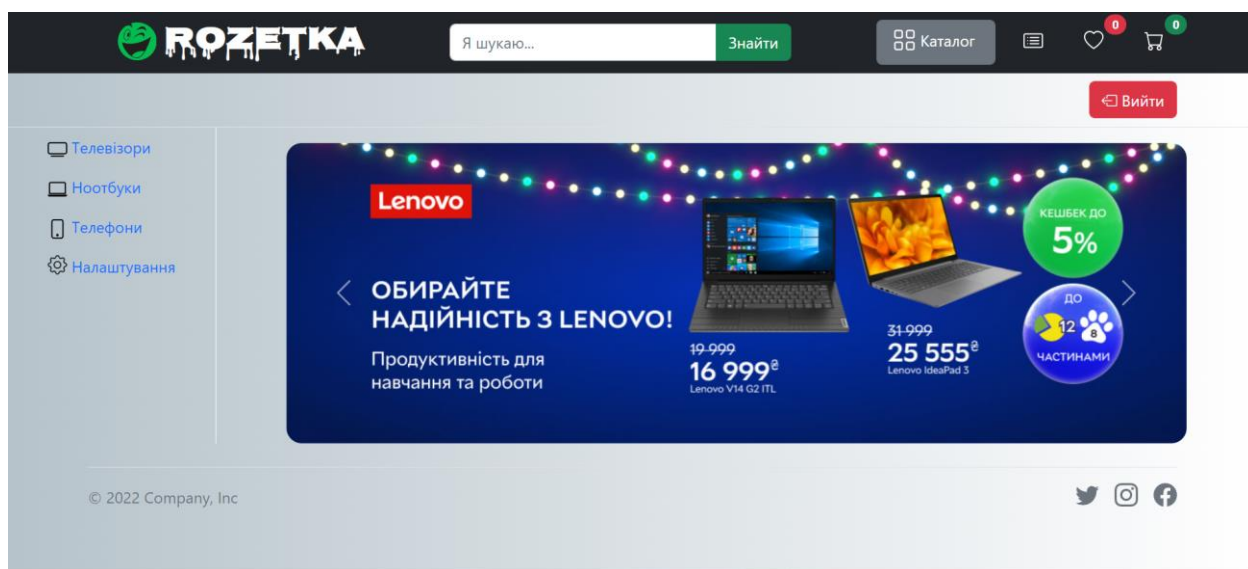 ROZETKA
Я шукаю...
Знайти
Каталог
0
0
Вийти
Телевізори
Ноотбуки
Телефони
Налаштування
Lenovo
ОБИРАЙТЕ
НАДІЙНІСТЬ З LENOVO!
Продуктивність для
навчання та роботи
19 999
16 999₴
Lenovo V14 G2 ITL
31 999
25 555₴
Lenovo IdeaPad 3
КЕШБЕК ДО
5%
ДО
12
8
ЧАСТИНАМИ
© 2022 Company, Inc